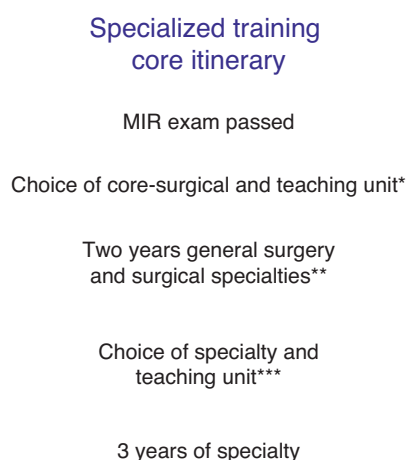 Specialized training
core itinerary
MIR exam passed
Choice of core-surgical and teaching unit*
Two years general surgery
and surgical specialties**
Choice of specialty and
teaching unit***
3 years of specialty